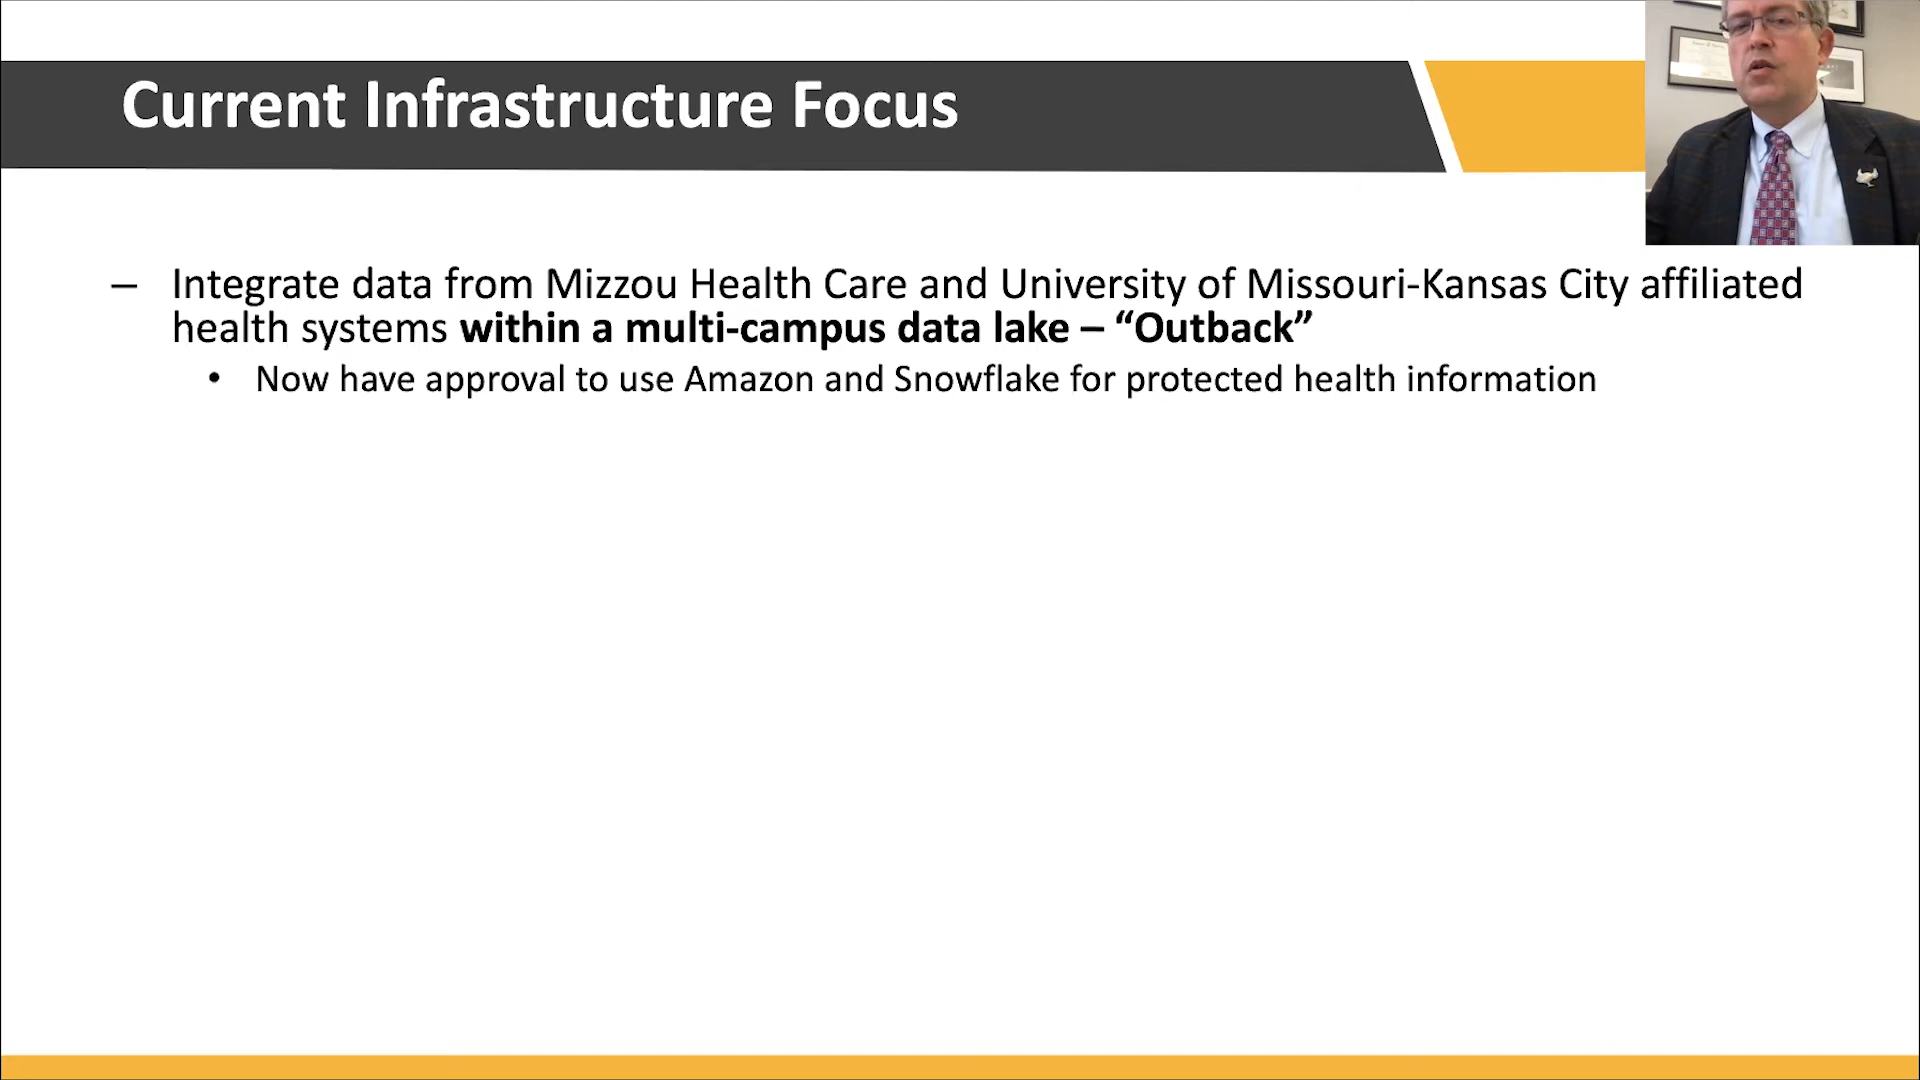 Current Infrastructure Focus
– Integrate data from Mizzou Health Care and University of Missouri-Kansas City affiliated
health systems within a multi-campus data lake – “Outback”
• Now have approval to use Amazon and Snowflake for protected health information